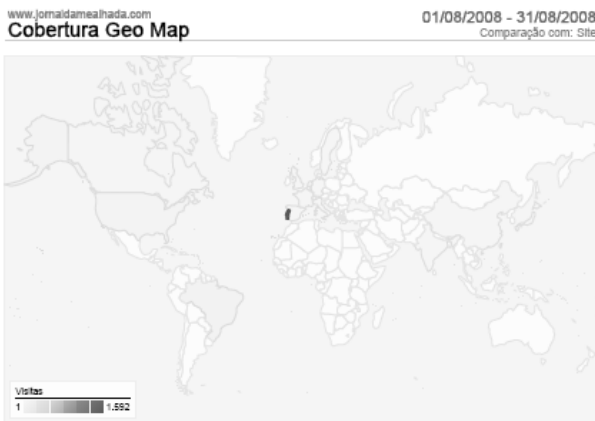 www.jornaldamealhada.com
Cobertura Geo Map
01/08/2008 - 31/08/2008
Comparação com: Site
Visitas
1 1.592